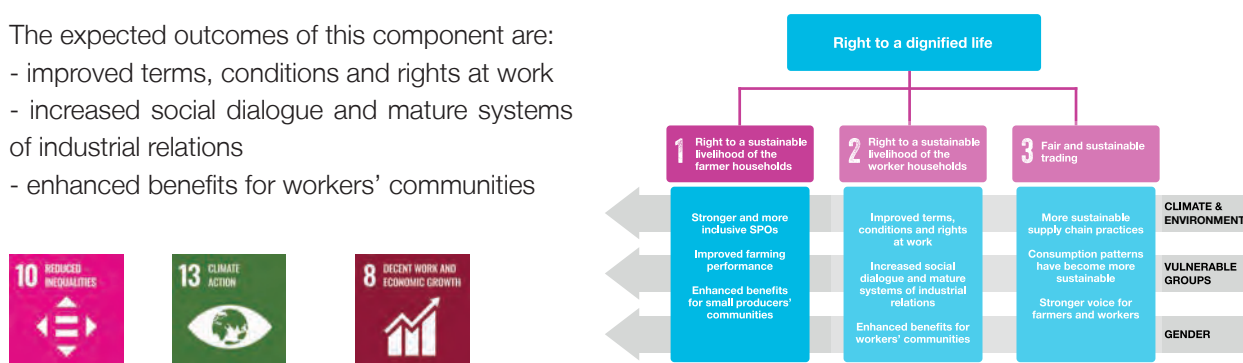 The expected outcomes of this component are:
- improved terms, conditions and rights at work
- increased social dialogue and mature systems
of industrial relations
- enhanced benefits for workers' communities
10 REDUCED
INEQUALITIES
13 CLIMATE
ACTION
8 DECENT WORK AND
ECONOMIC GROWTH
Right to a dignified life
1 Right to a sustainable
livelihood of the
farmer households
2 Right to a sustainable
livelihood of the
worker households
3 Fair and sustainable
trading
Stronger and more
inclusive SPOs
Improved farming
performance
Enhanced benefits
for small producers'
communities
Improved terms,
conditions and rights
at work
Increased social
dialogue and mature
systems of industrial
relations
Enhanced benefits for
workers' communities
More sustainable
supply chain practices
Consumption patterns
have become more
sustainable
Stronger voice for
farmers and workers
CLIMATE &
ENVIRONMENT
VULNERABLE
GROUPS
GENDER